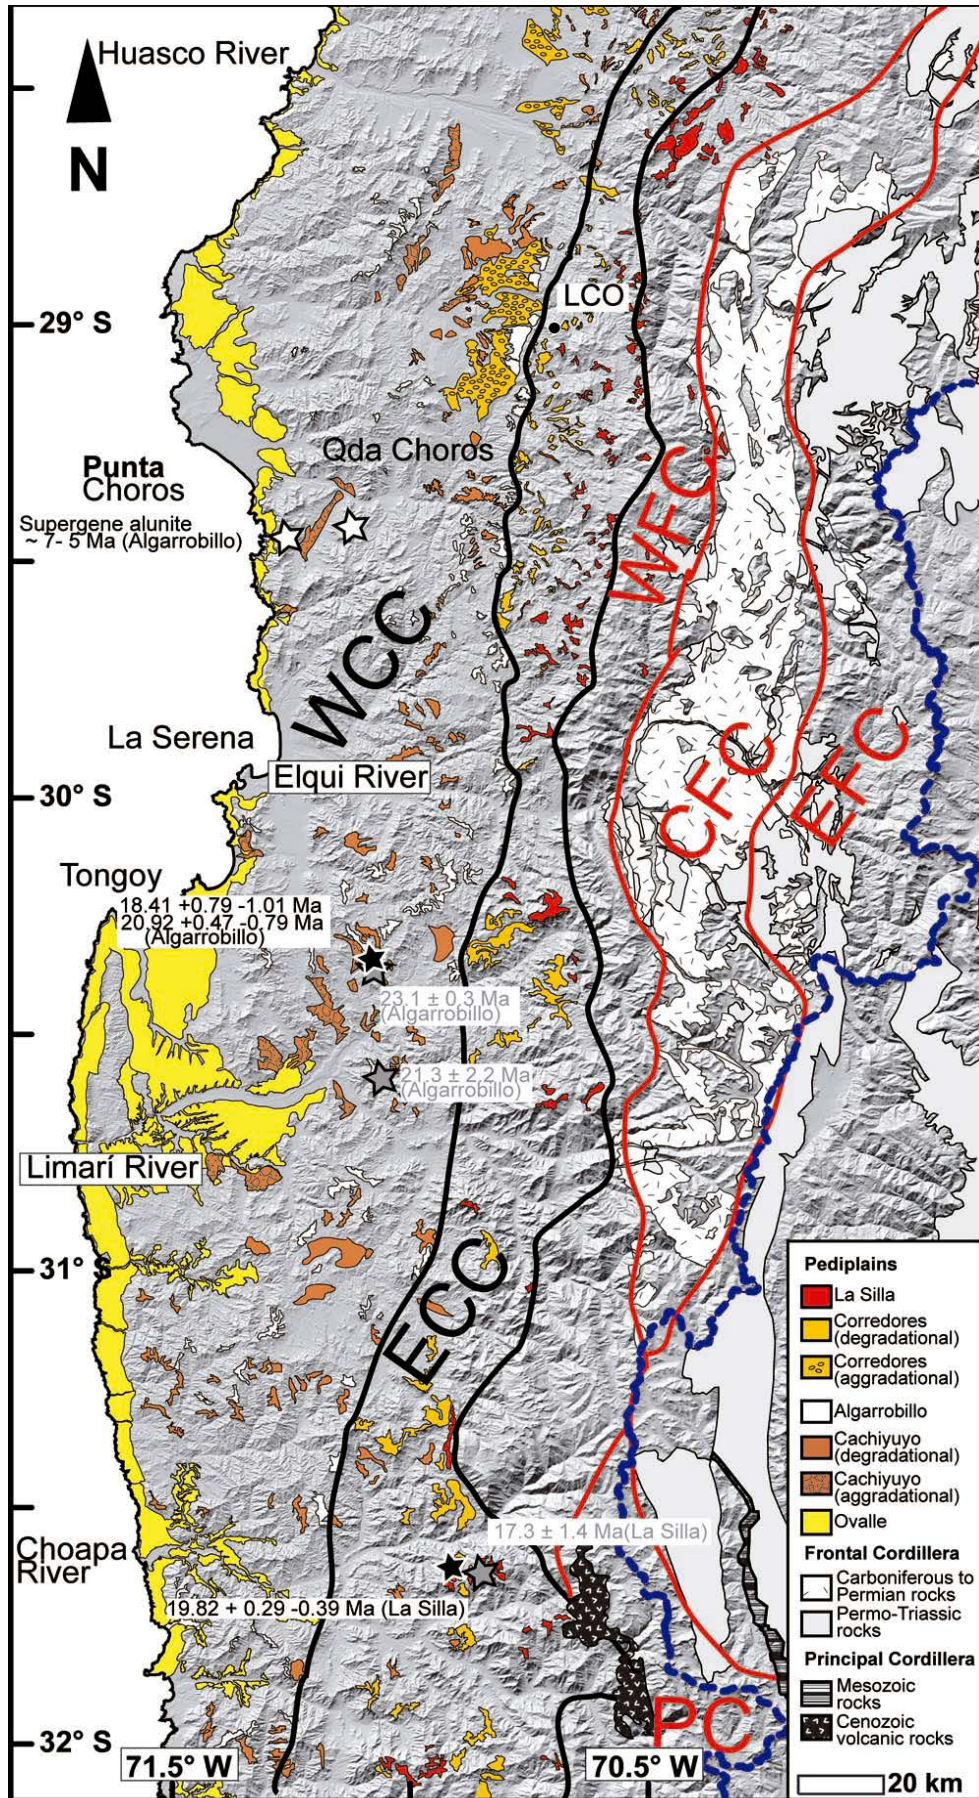 Huasco River
N
29° S
LCO
Qda Choros
Punta
Choros
Supergene alunite
~ 7- 5 Ma (Algarrobillo)
WFC
WCC
La Serena
Elqui River
CFC
EFC
30° S
Tongoy
18.41 +0.79 -1.01 Ma
20.92 +0.47 -0.79 Ma
(Algarrobillo)
23.1 ± 0.3 Ma
(Algarrobillo)
21.3 ± 2.2 Ma
(Algarrobillo)
Limarí River
31° S
ECC
Choapa
River
17.3 ± 1.4 Ma(La Silla)
19.82 + 0.29 -0.39 Ma (La Silla)
PC
32° S
71.5° W
70.5° W
Pediplains
La Silla
Corredores
(degradational)
Corredores
(aggradational)
Algarrobillo
Cachiyuyo
(degradational)
Cachiyuyo
(aggradational)
Ovalle
Frontal Cordillera
Carboniferous to
Permian rocks
Permo-Triassic
rocks
Principal Cordillera
Mesozoic
rocks
Cenozoic
volcanic rocks
20 km